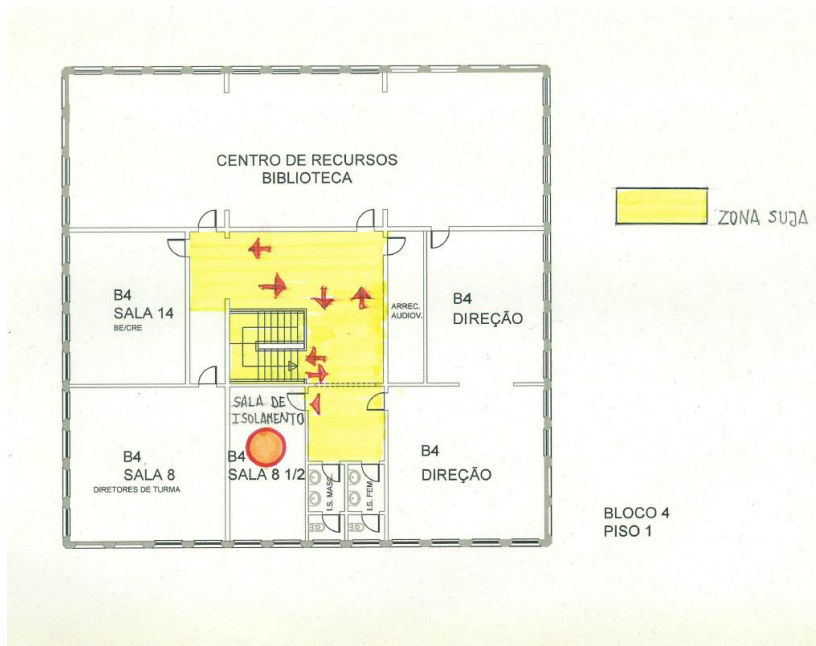 CENTRO DE RECURSOS
BIBLIOTECA
ZONA SUJA
B4
SALA 14
BE/CRE
ARREC.
AUDIOV.
B4
DIREÇÃO
SALA DE
ISOLAMENTO
B4
SALA 8
DIRETORES DE TURMA
B4
SALA 8 1/2
I.S. MASC.
I.S. FEM.
B4
DIREÇÃO
BLOCO 4
PISO 1